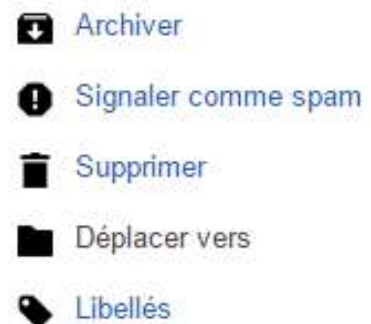 Archiver
Signaler comme spam
Supprimer
Déplacer vers
Libellés